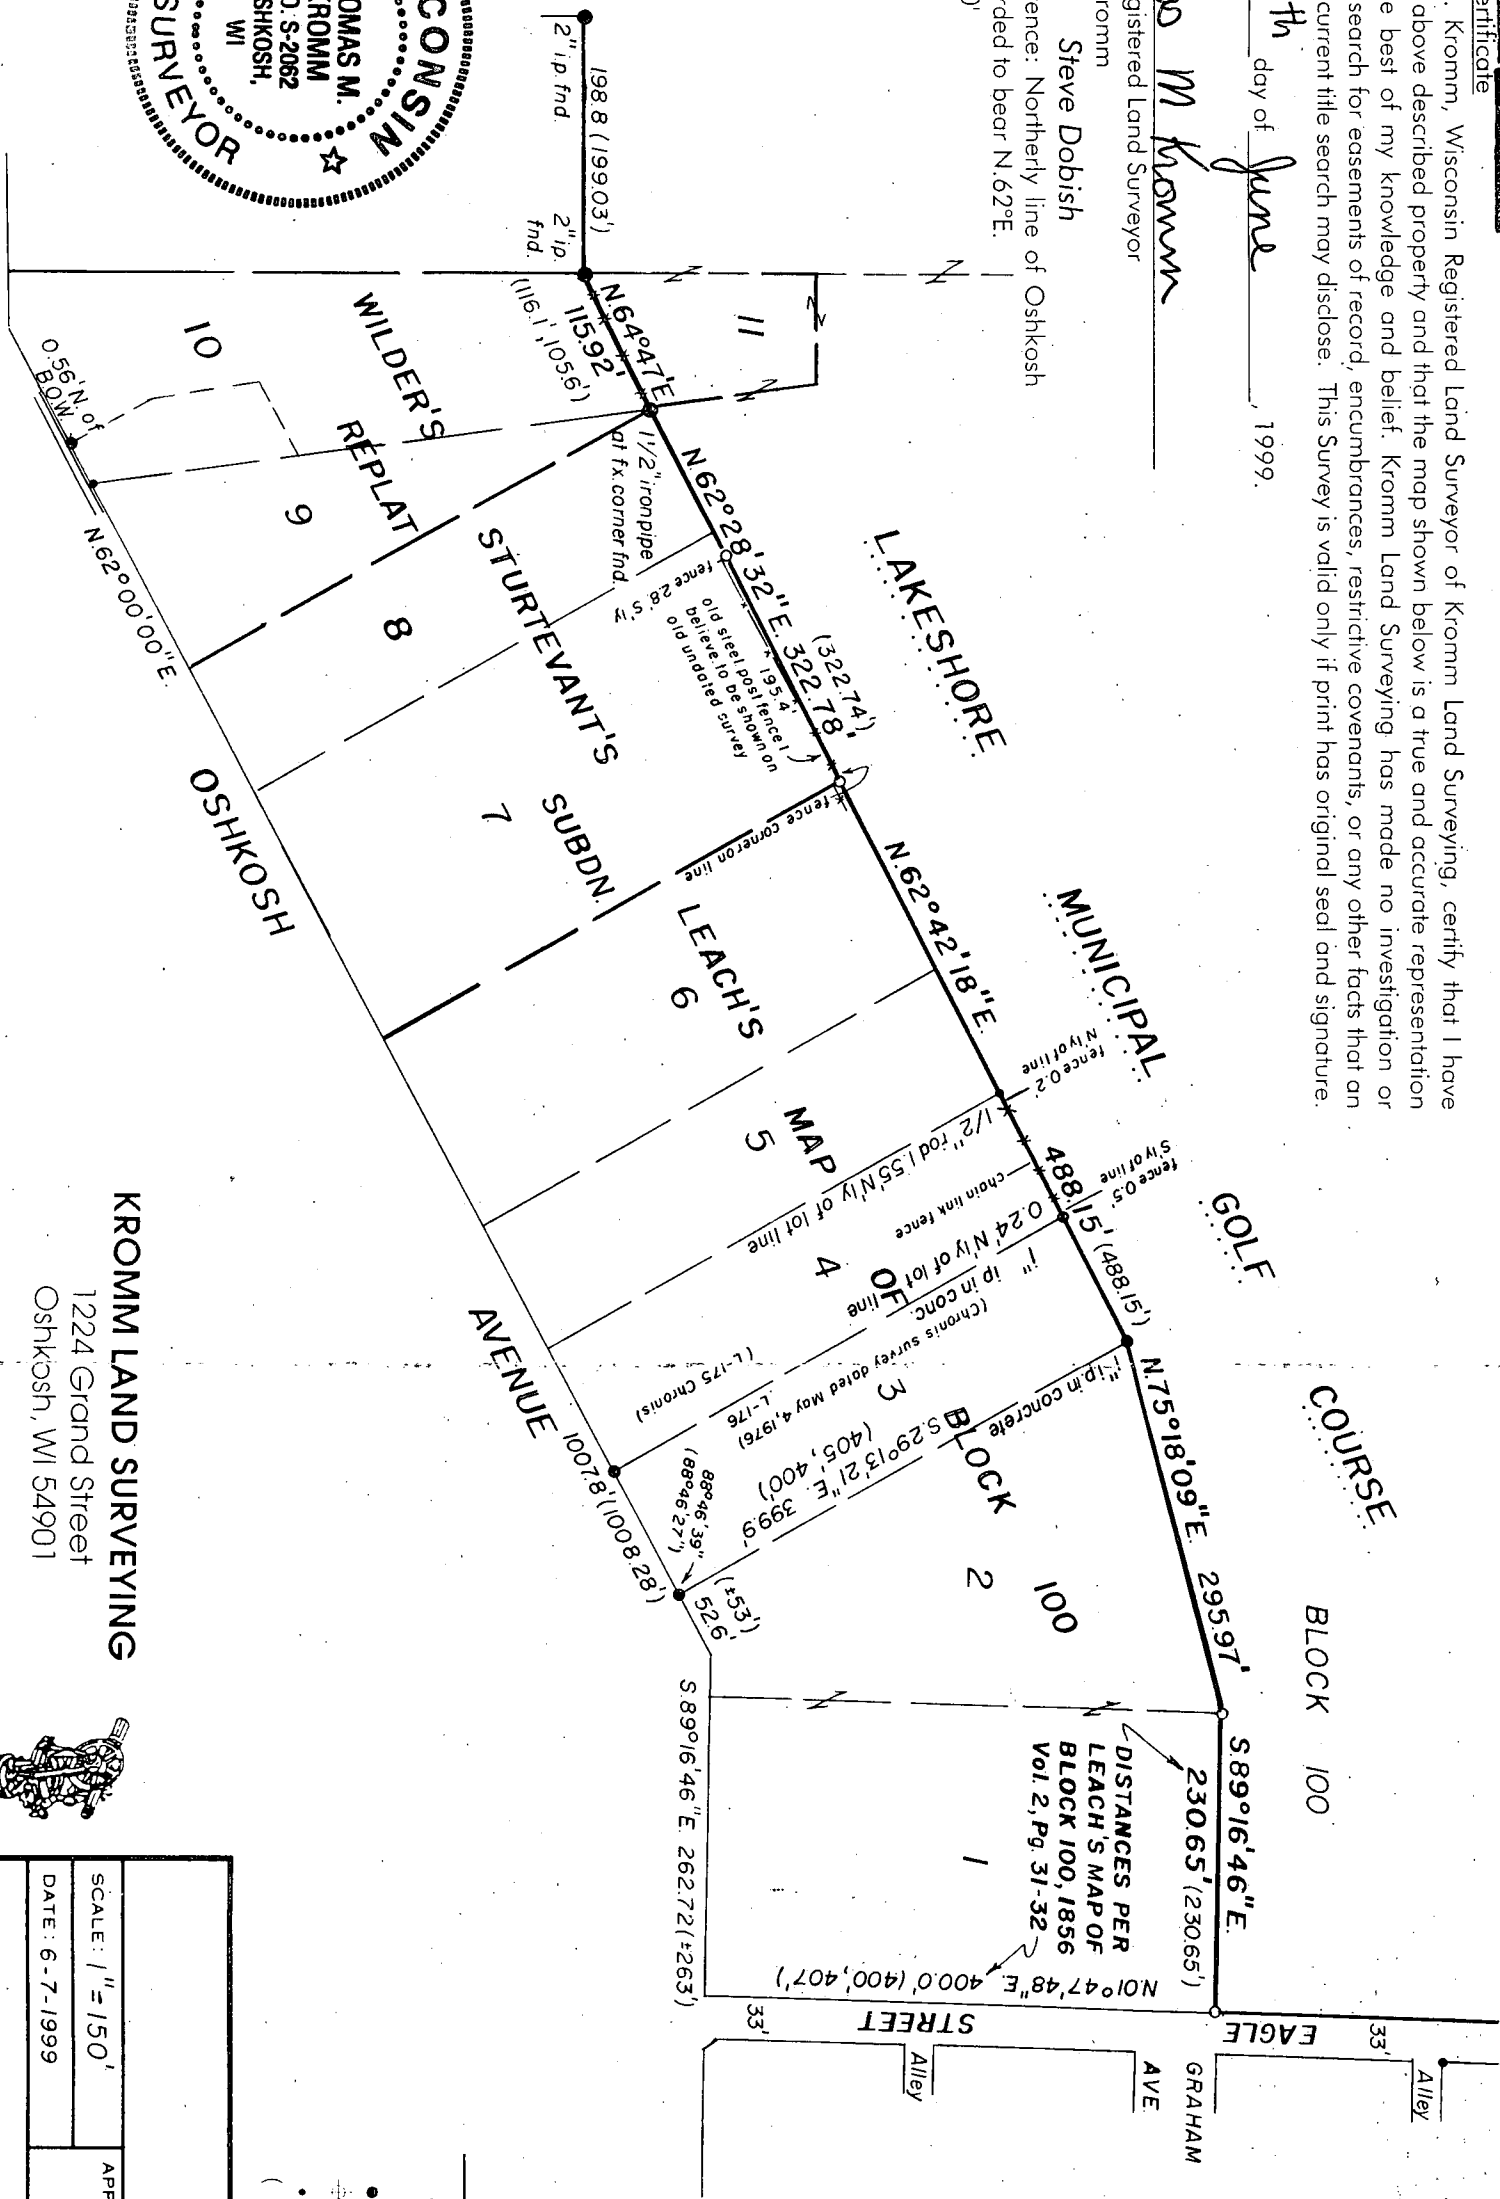 ertificate
. Kromm, Wisconsin Registered Land Surveyor of Kromm Land Surveying, certify that I have
above described property and that the map shown below is a true and accurate representation
e best of my knowledge and belief. Kromm Land Surveying has made no investigation or
search for easements of record, encumbrances, restrictive covenants, or any other facts that an
current title search may disclose. This Survey is valid only if print has original seal and signature.
th day of June, 1999.
M Kromm
gistered Land Surveyor
romm
Steve Dobish
ence: Northerly line of Oshkosh
rded to bear N.62°E.
CONSIN
OMAS M.
KROMM
S-2062
SHKOSH,
WI
SURVEYOR
198.8 (199.03')
2" i.p. fnd.
2" ip.
fnd.
N.64°47'E
115.92'
(116.1', 105.6')
11
N.62°28'32"E. 322.78'
(322.74')
1 1/2" iron pipe
at fx. corner fnd.
fence 2.8' S'ly
195.4'
old steel post fence I
believe to be shown on
old undated survey
fence corner on line
LAKESHORE
MUNICIPAL
GOLF
COURSE
N.62°42'18"E.
488.15' (488.15')
fence 0.2'
N'ly of line
fence 0.5'
S'ly of line
1/2" rod 1.55' N'ly of lot line
chain link fence
0.24' N'ly of lot line
1" ip in conc.
(Chronis survey dated May 4, 1976)
L-176
(L-175 Chronis)
1" i.p. in concrete
S.29°13'21"E. 399.9'
(405', 400')
N.75°18'09"E. 295.97'
BLOCK 100
S.89°16'46"E.
230.65' (230.65')
DISTANCES PER
LEACH'S MAP OF
BLOCK 100, 1856
Vol. 2, Pg. 31-32
N.01°47'48"E. 400.0' (400', 407')
WILDER'S
REPLAT
10
9
8
STURTEVANT'S
SUBDN.
7
LEACH'S
MAP
OF
BLOCK
100
6
5
4
3
2
1
0.56' N. of
B.O.W.
N.62°00'00"E.
OSHKOSH
AVENUE
1007.8' (1008.28')
88°46'39"
(88°46'27")
(±53')
52.6'
S.89°16'46"E. 262.72 (±263')
33'
EAGLE
STREET
33'
Alley
GRAHAM
AVE.
Alley
KROMM LAND SURVEYING
1224 Grand Street
Oshkosh, WI 54901
SCALE: 1" = 150'
DATE: 6-7-1999